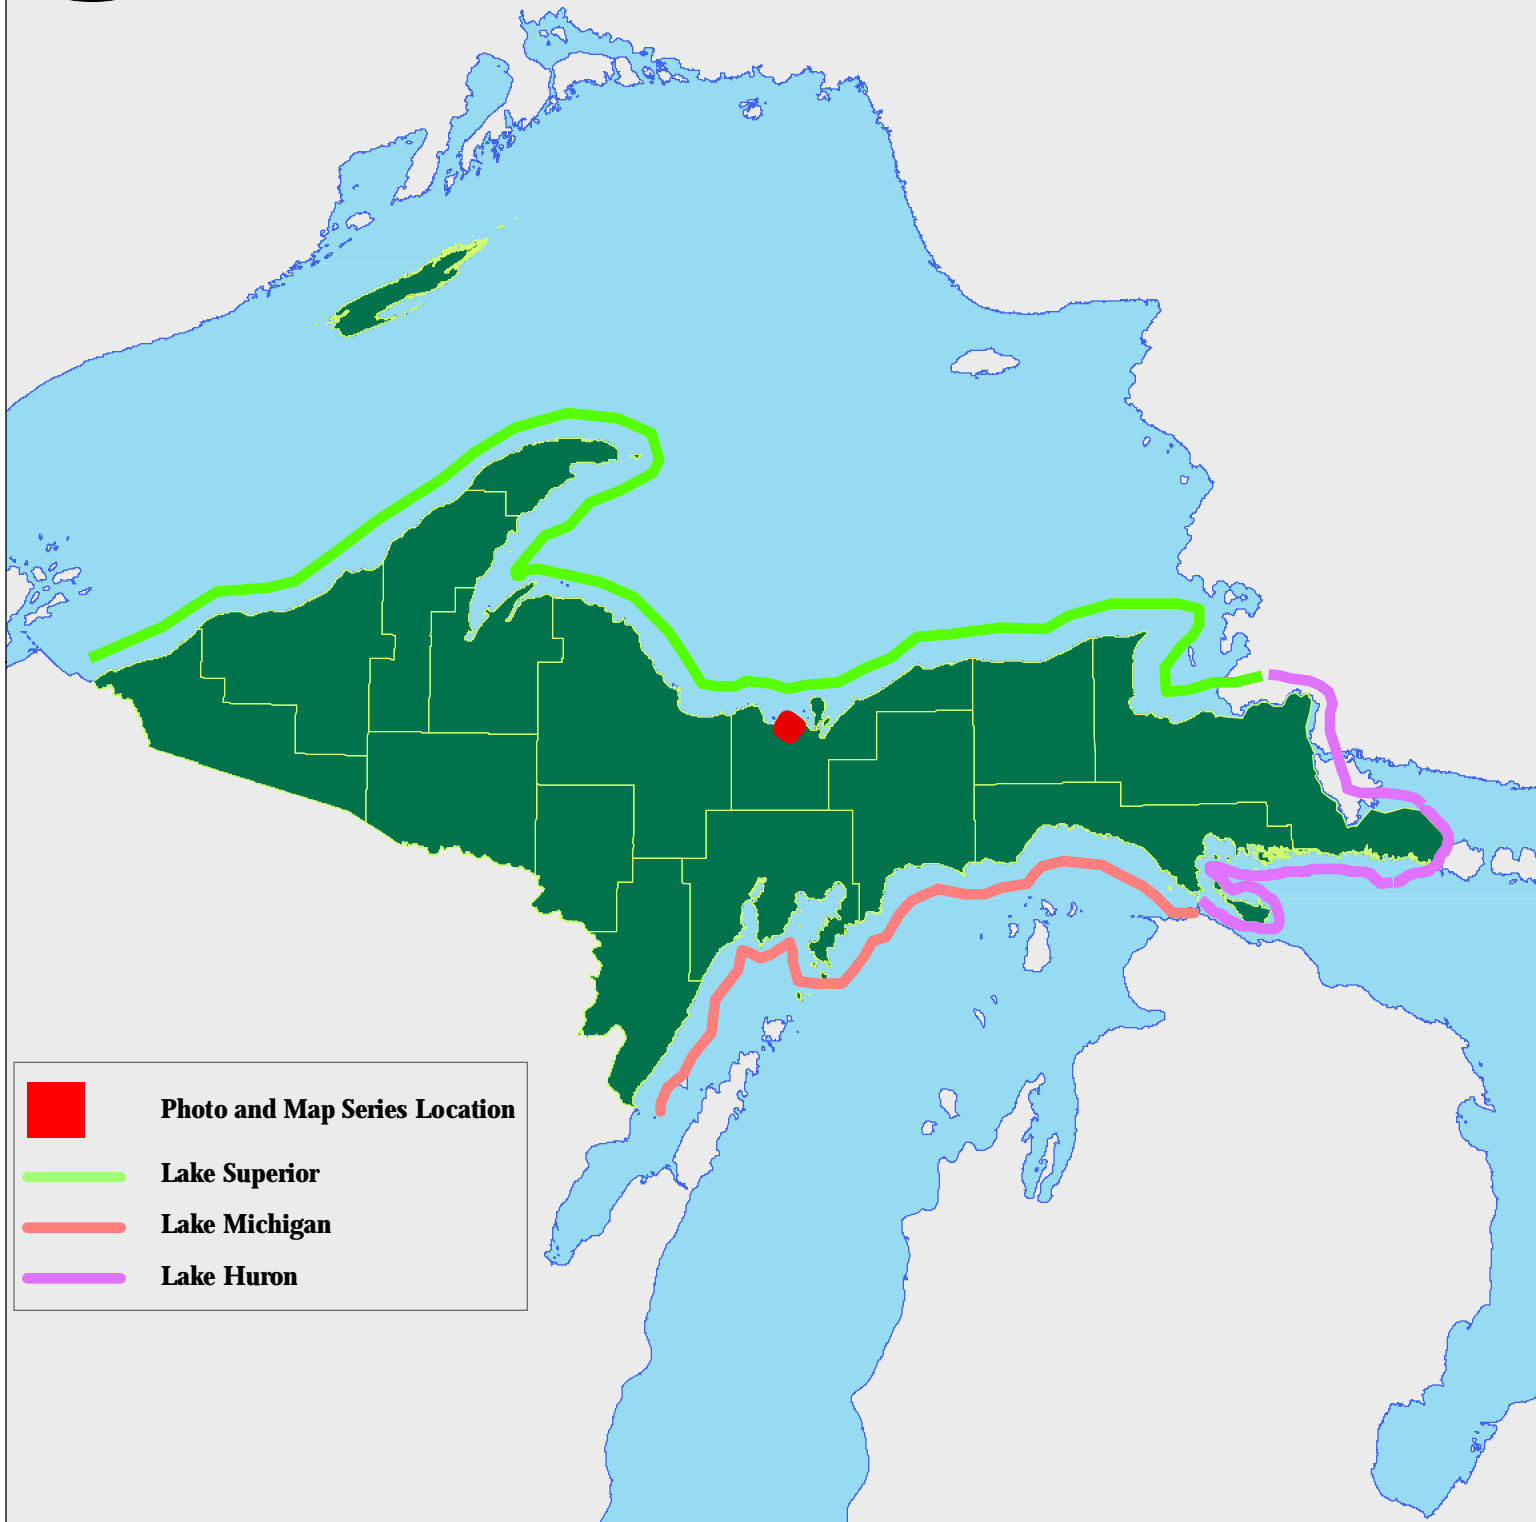 Photo and Map Series Location
Lake Superior
Lake Michigan
Lake Huron